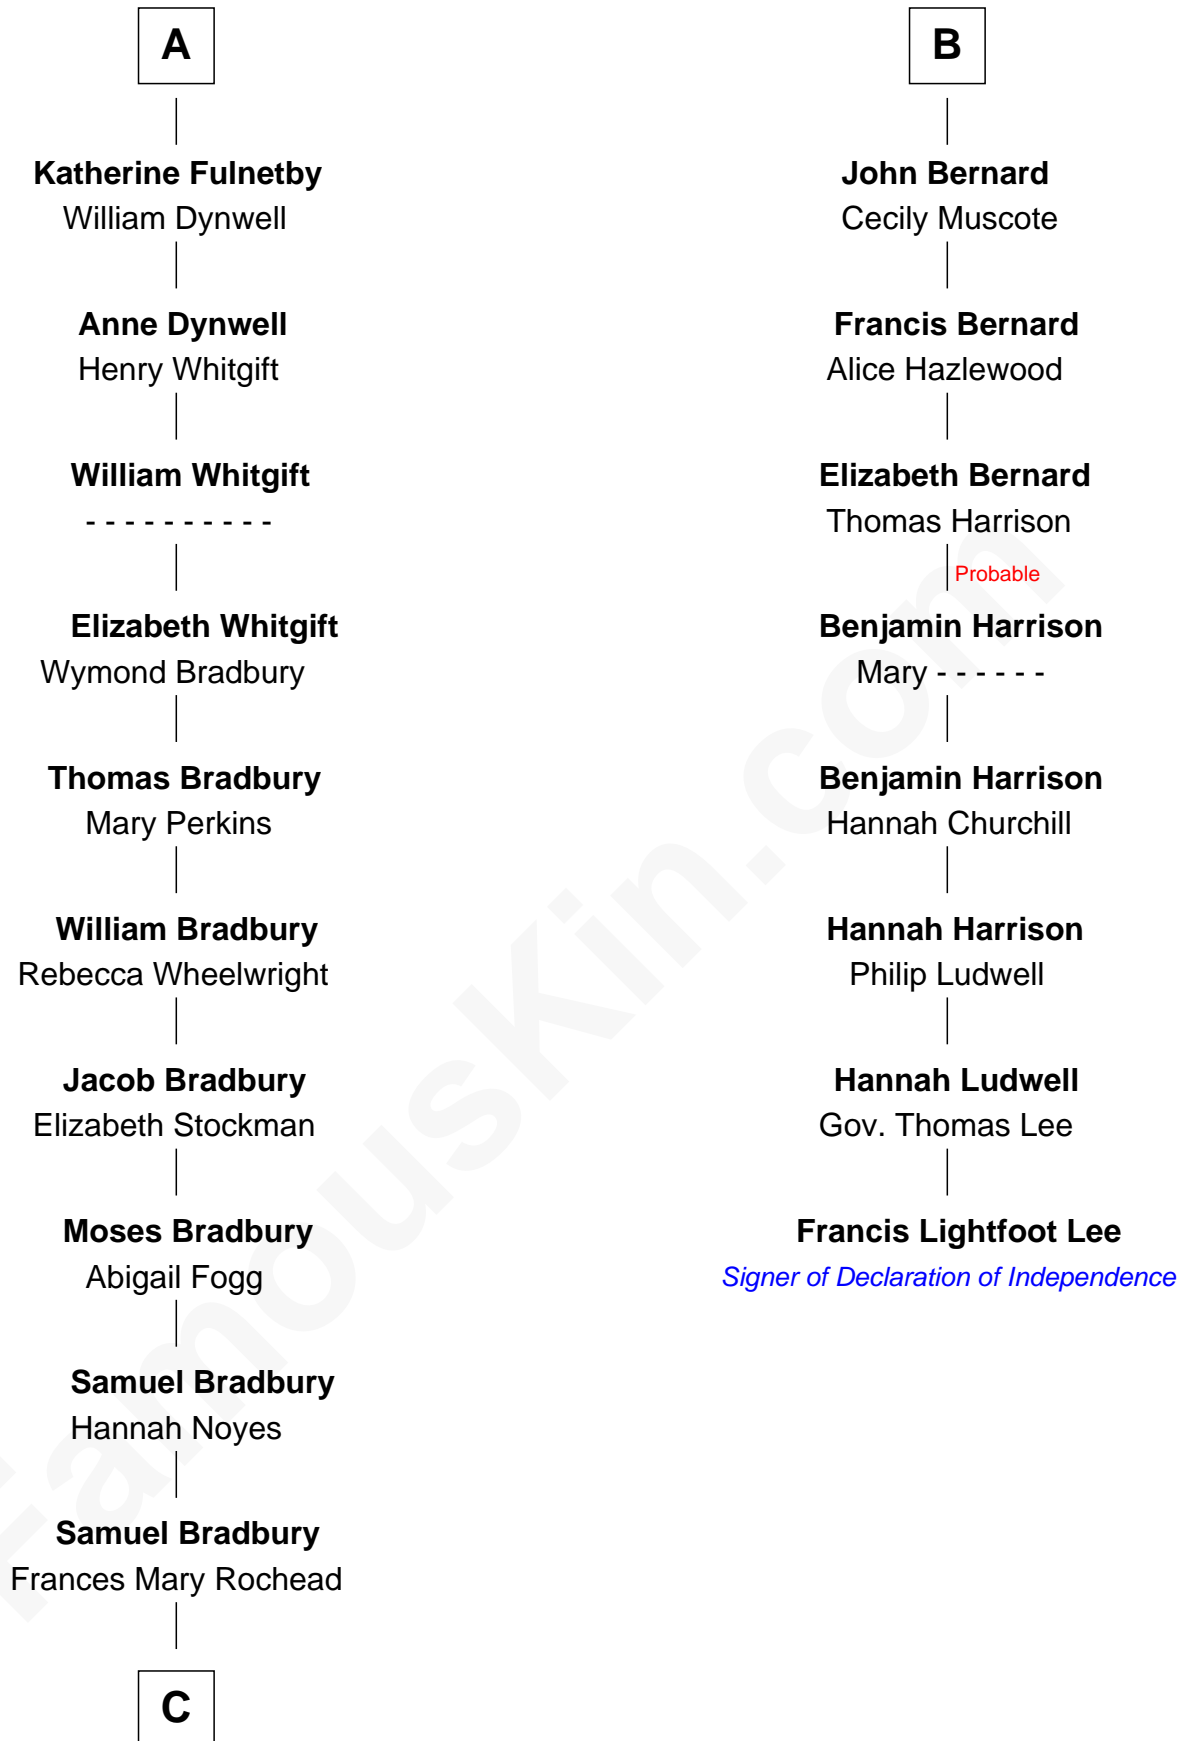 A
Katherine Fulnetby
William Dynwell
Anne Dynwell
Henry Whitgift
William Whitgift
- - - - - - - - - -
Elizabeth Whitgift
Wymond Bradbury
Thomas Bradbury
Mary Perkins
William Bradbury
Rebecca Wheelwright
Jacob Bradbury
Elizabeth Stockman
Moses Bradbury
Abigail Fogg
Samuel Bradbury
Hannah Noyes
Samuel Bradbury
Frances Mary Rochead
C
B
John Bernard
Cecily Muscote
Francis Bernard
Alice Hazlewood
Elizabeth Bernard
Thomas Harrison
Probable
Benjamin Harrison
Mary - - - - - -
Benjamin Harrison
Hannah Churchill
Hannah Harrison
Philip Ludwell
Hannah Ludwell
Gov. Thomas Lee
Francis Lightfoot Lee
Signer of Declaration of Independence
FamousKin.com